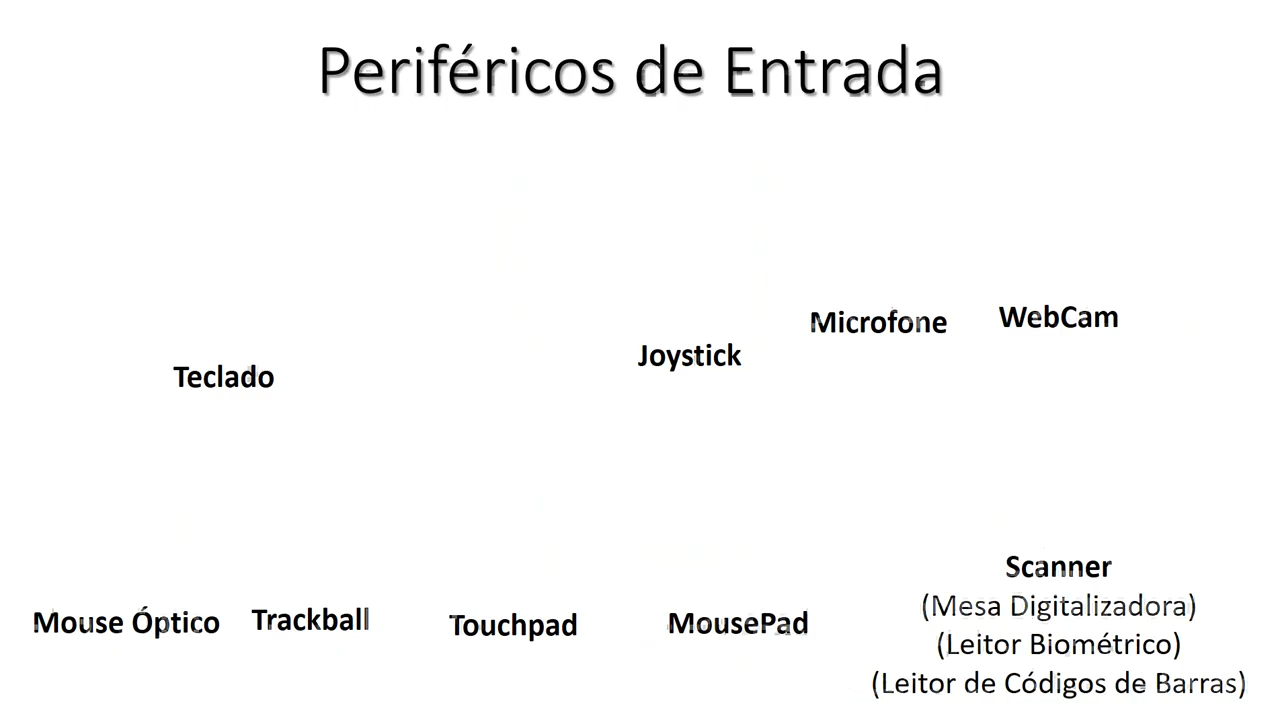 Periféricos de Entrada
Teclado
Joystick
Microfone
WebCam
Mouse Óptico
Trackball
Touchpad
MousePad
Scanner
(Mesa Digitalizadora)
(Leitor Biométrico)
(Leitor de Códigos de Barras)